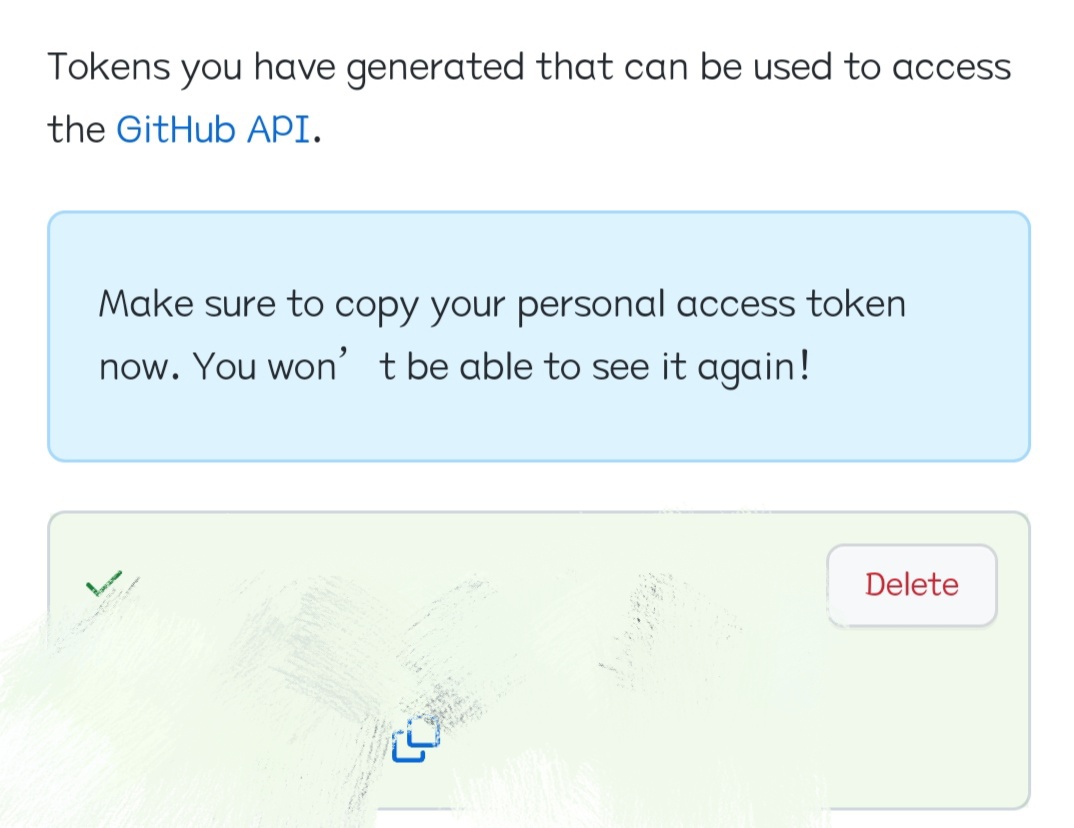 Tokens you have generated that can be used to access
the GitHub API.
Make sure to copy your personal access token
now. You won’ t be able to see it again!
Delete